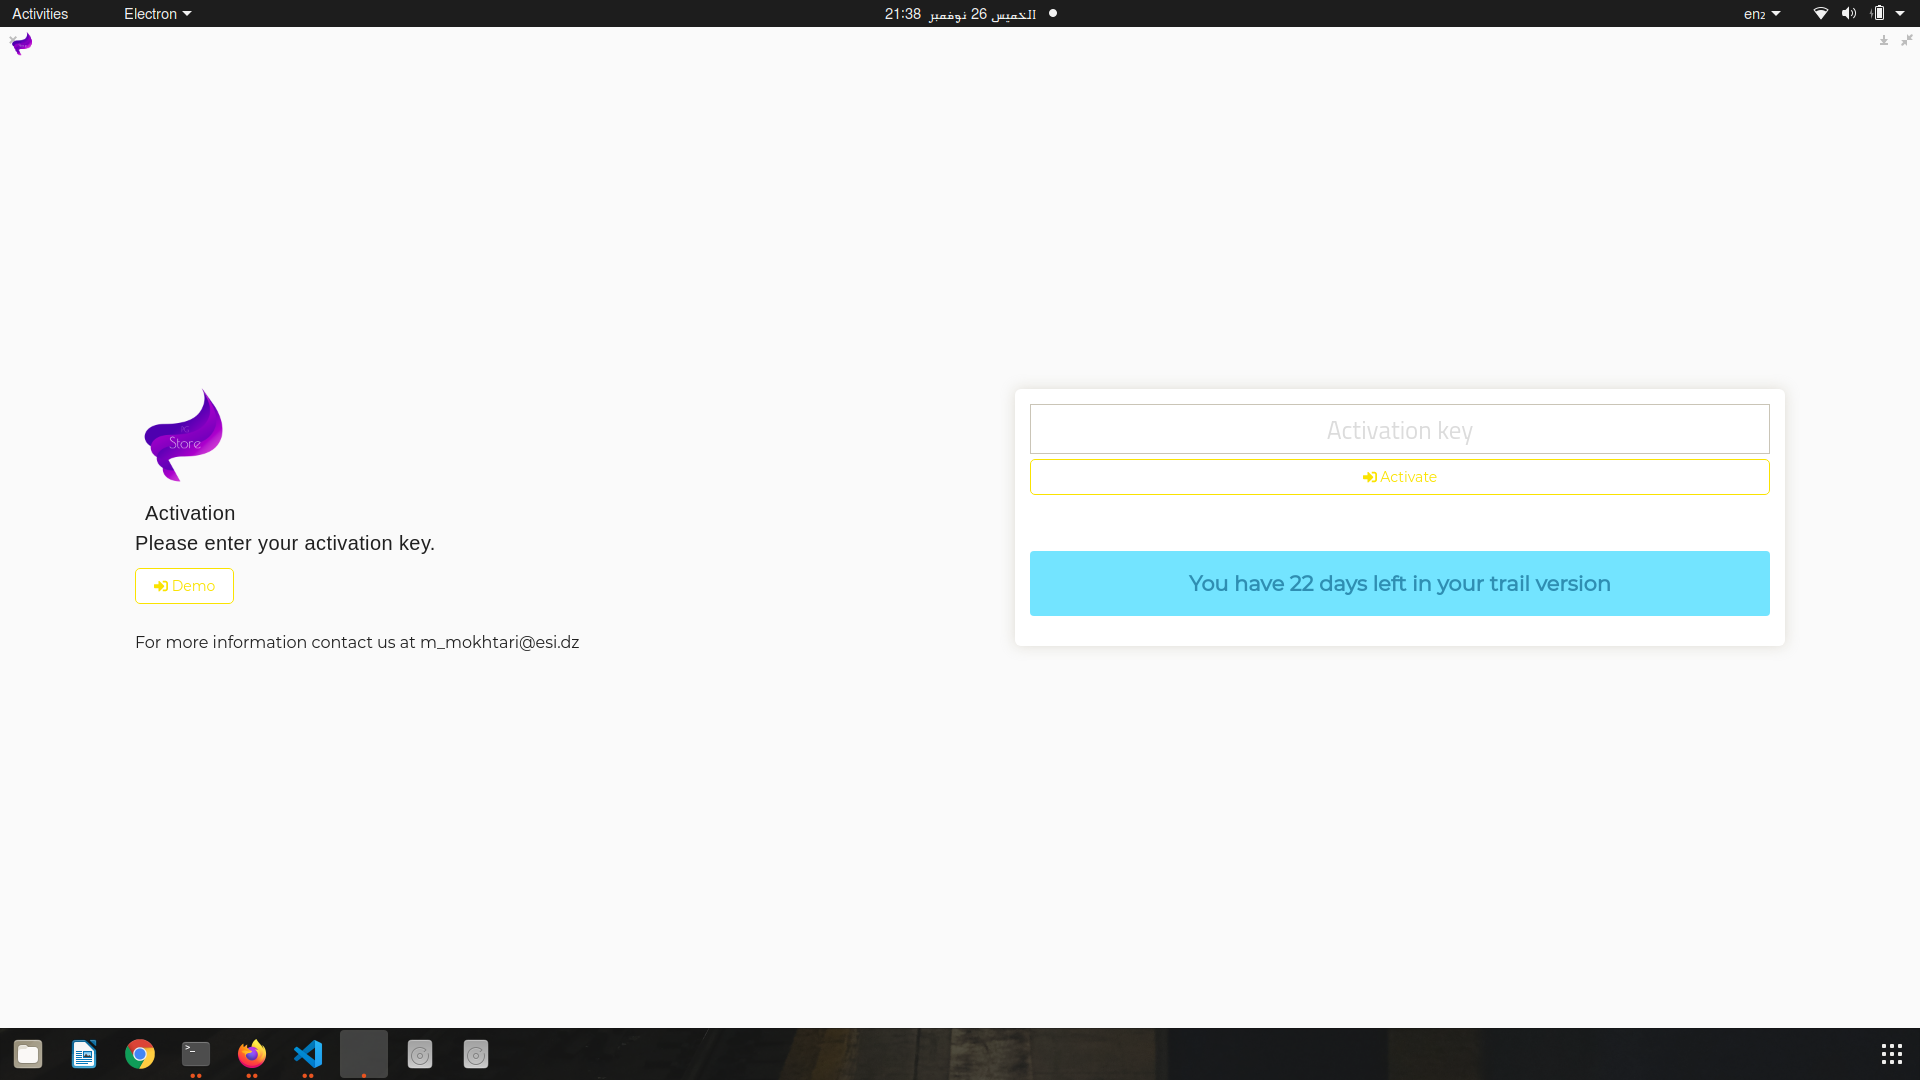 Activities
Electron
الخميس 26 نوفمبر 21:38
en₂
Store
Activation
Please enter your activation key.
Demo
For more information contact us at m_mokhtari@esi.dz
Activation key
Activate
You have 22 days left in your trail version